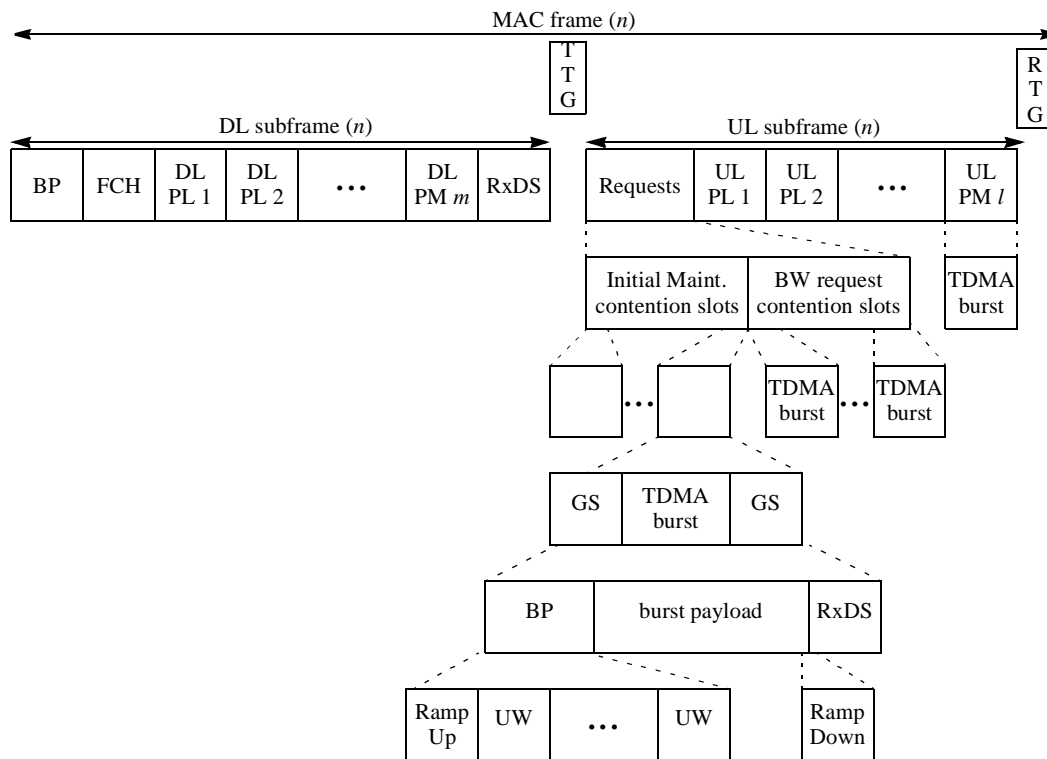 MAC frame (n)
T
T
G
R
T
G
DL subframe (n)
UL subframe (n)
BP
FCH
DL
PL 1
DL
PL 2
•••
DL
PM m
RxDS
Requests
UL
PL 1
UL
PL 2
•••
UL
PM l
Initial Maint.
contention slots
BW request
contention slots
TDMA
burst
•••
TDMA
burst
•••
TDMA
burst
GS
TDMA
burst
GS
BP
burst payload
RxDS
Ramp
Up
UW
•••
UW
Ramp
Down